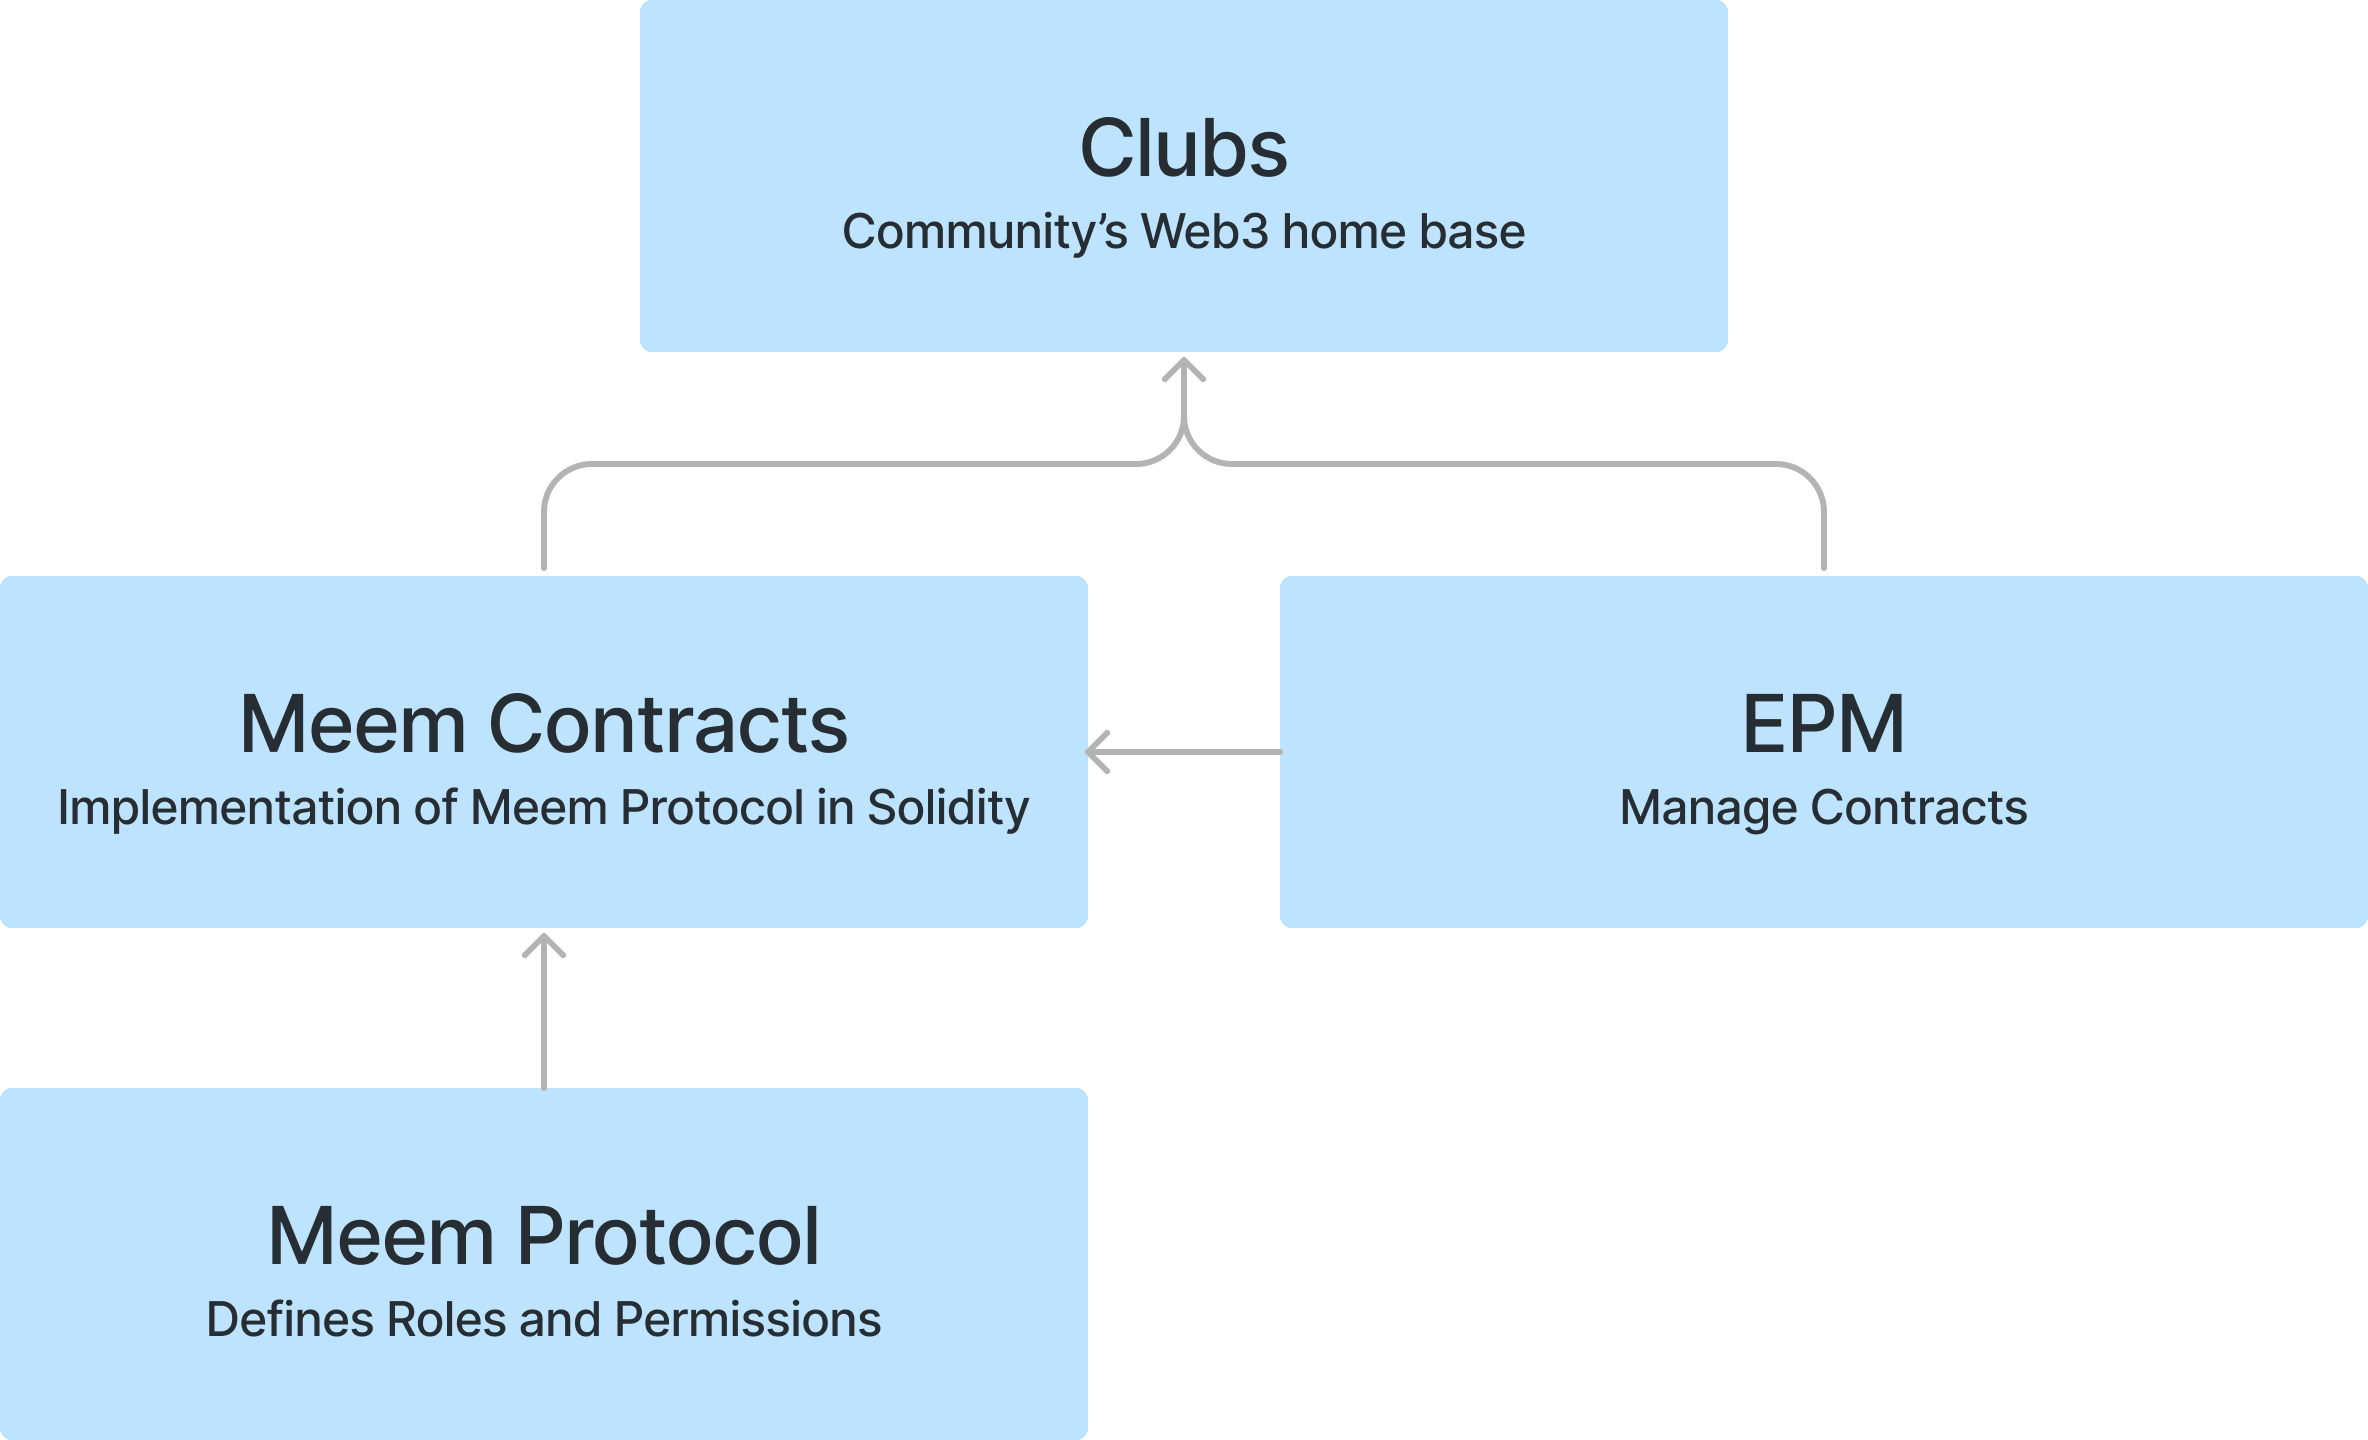 Clubs
Community’s Web3 home base
Meem Contracts
Implementation of Meem Protocol in Solidity
EPM
Manage Contracts
Meem Protocol
Defines Roles and Permissions